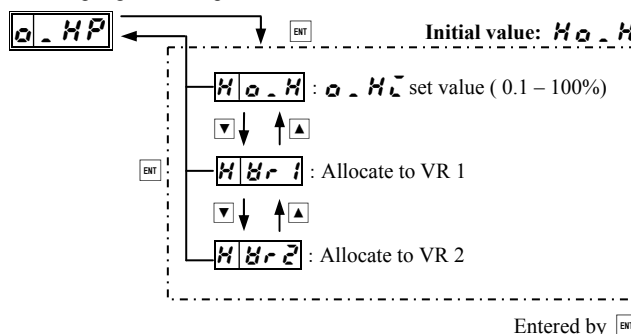 o_HP
ENT
Initial value: Ho_H
Ho_H : o_Hi set value ( 0.1 – 100%)
▼ ▲
ENT
HVr1 : Allocate to VR 1
▼ ▲
HVr2 : Allocate to VR 2
Entered by ENT